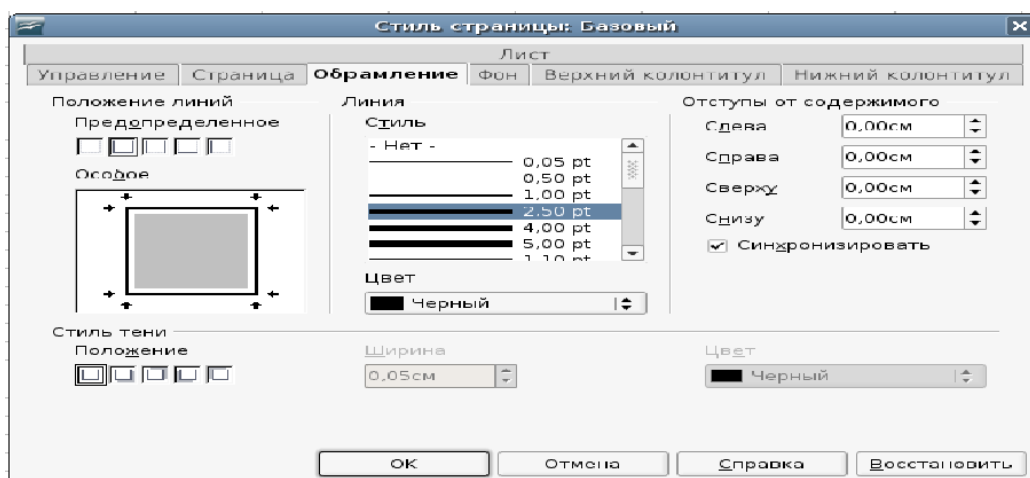 Стиль страницы: Базовый
Лист
Управление Страница Обрамление Фон Верхний колонтитул Нижний колонтитул
Положение линий
Предопределенное
Особое
Линия
Стиль
- Нет -
0,05 pt
0,50 pt
1,00 pt
2,50 pt
4,00 pt
5,00 pt
1,10 pt
Цвет
Черный
Отступы от содержимого
Слева 0,00см
Справа 0,00см
Сверху 0,00см
Снизу 0,00см
Синхронизировать
Стиль тени
Положение
Ширина
0,05см
Цвет
Черный
OK Отмена Справка Восстановить